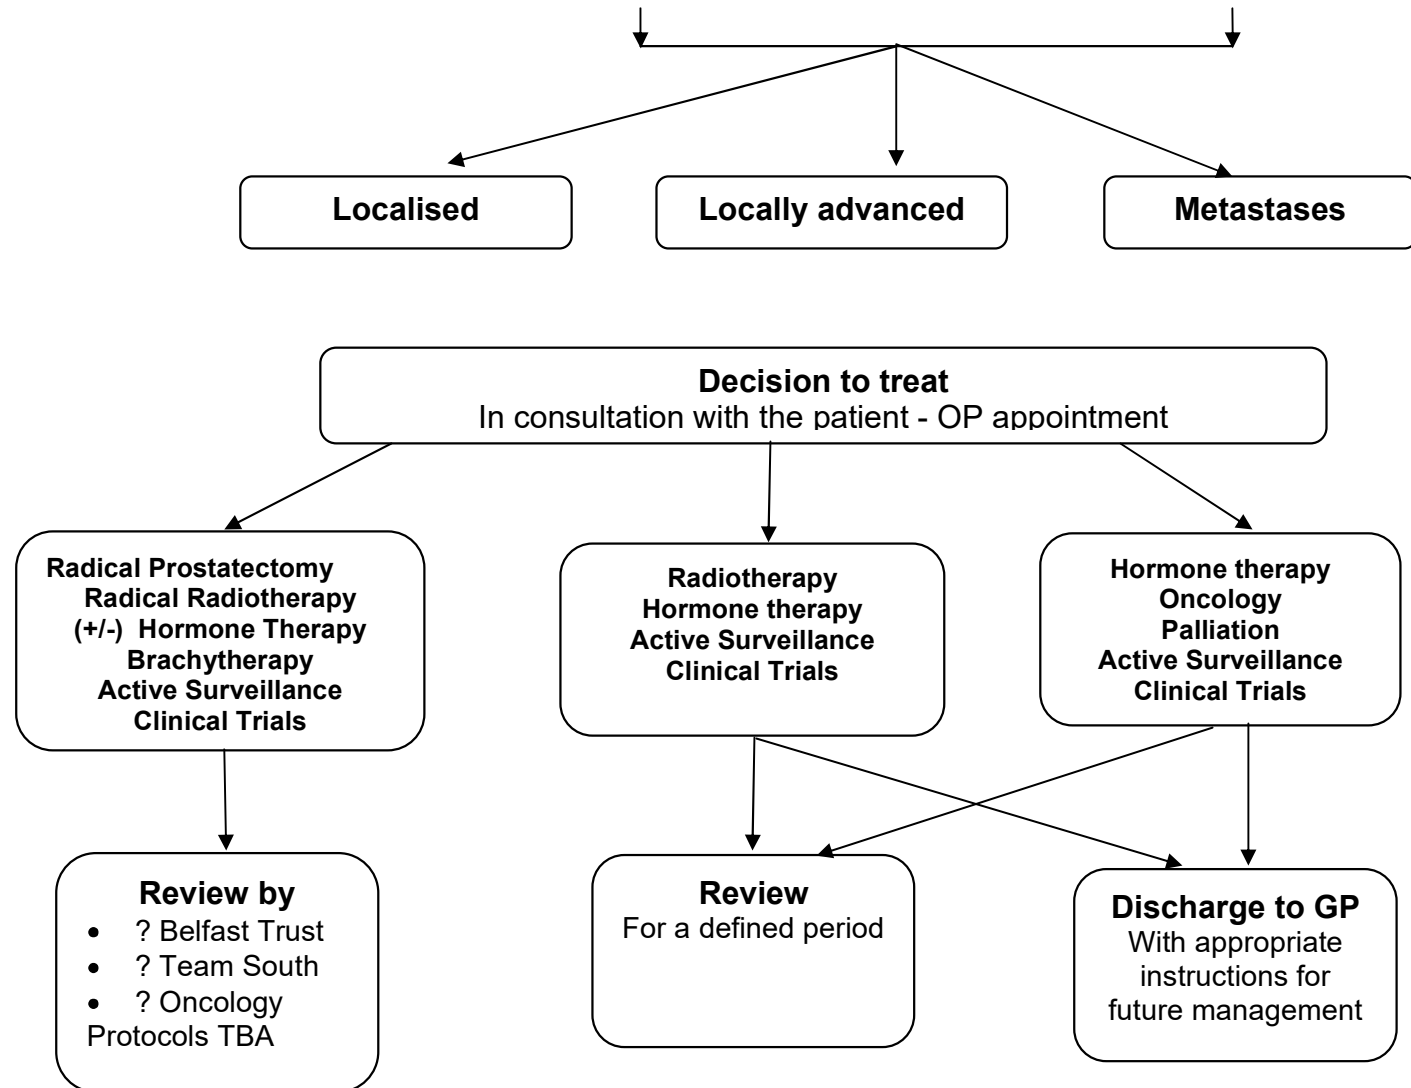 Localised
Locally advanced
Metastases
Decision to treat
In consultation with the patient - OP appointment
Radical Prostatectomy
Radical Radiotherapy
(+/-) Hormone Therapy
Brachytherapy
Active Surveillance
Clinical Trials
Radiotherapy
Hormone therapy
Active Surveillance
Clinical Trials
Hormone therapy
Oncology
Palliation
Active Surveillance
Clinical Trials
Review by
• ? Belfast Trust
• ? Team South
• ? Oncology
Protocols TBA
Review
For a defined period
Discharge to GP
With appropriate
instructions for
future management